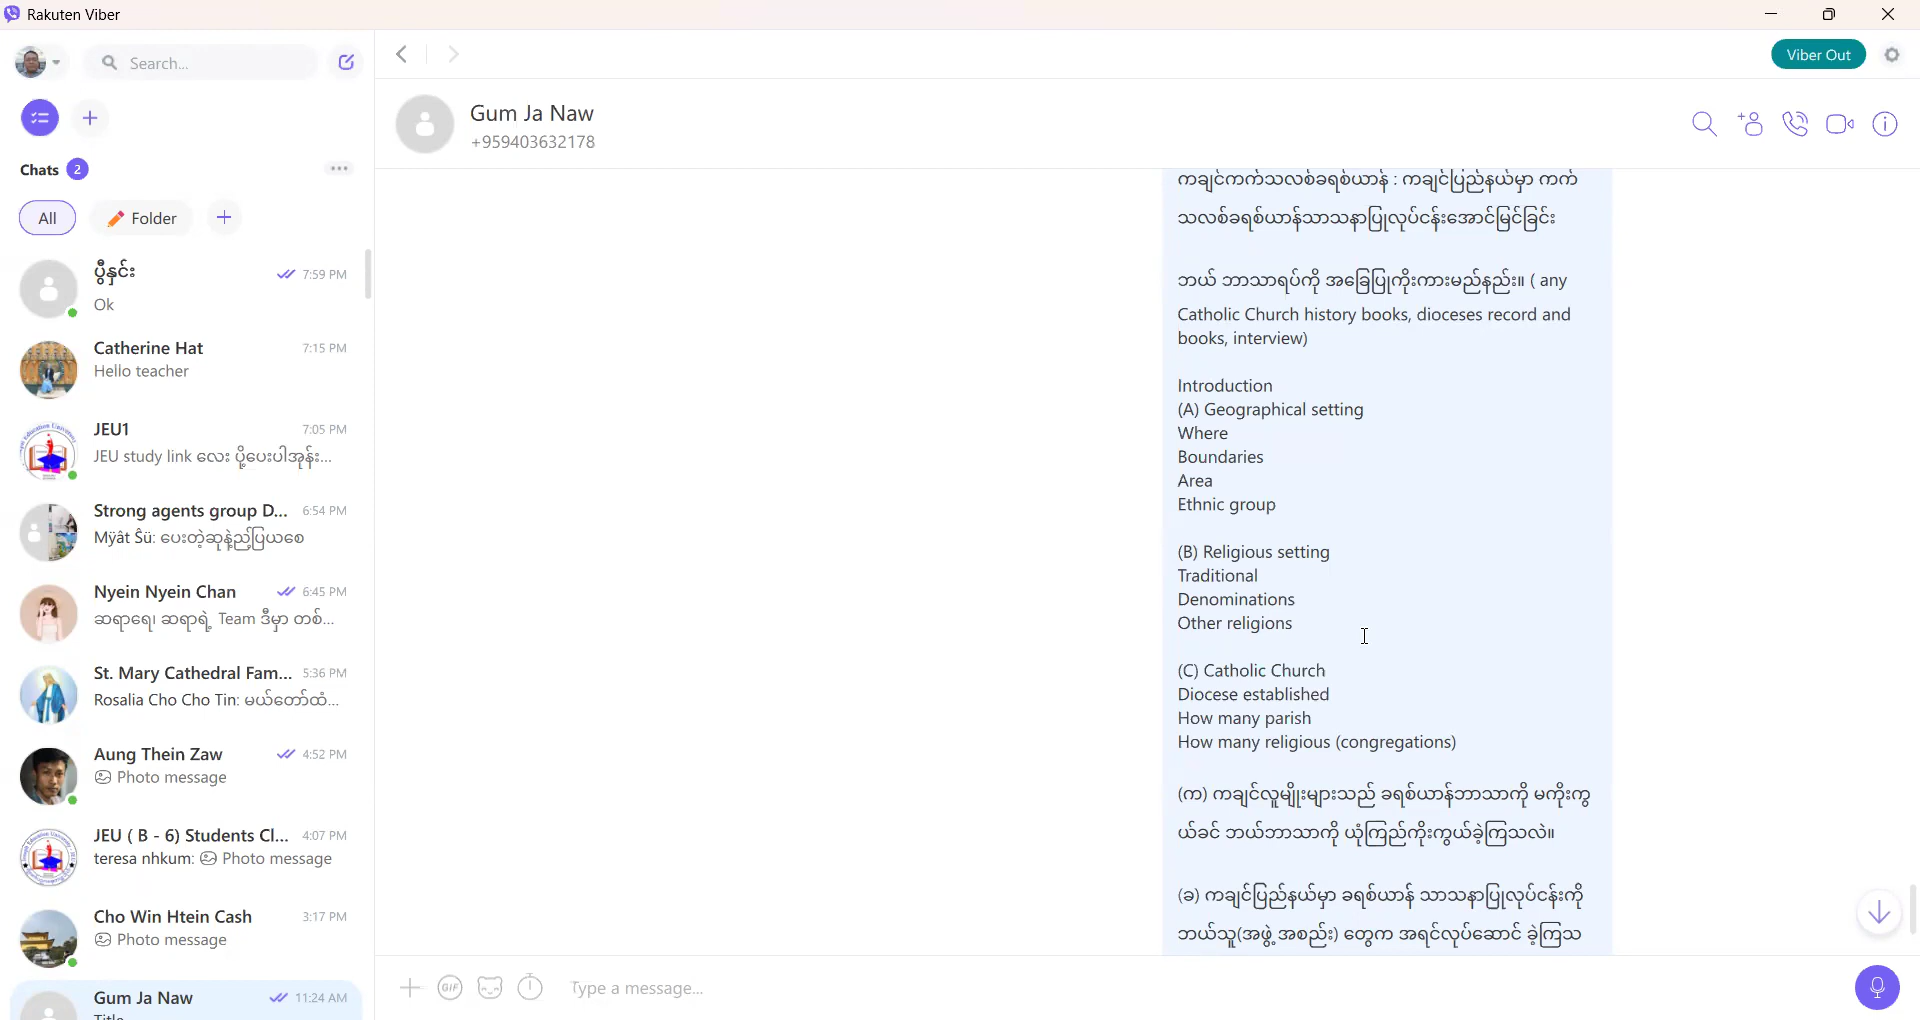 Rakuten Viber
Search...
Viber Out
Gum Ja Naw
+959403632178
Chats 2
All
Folder
ပွီနှင်း
7:59 PM
Ok
Catherine Hat
7:15 PM
Hello teacher
JEU1
7:05 PM
JEU study link လေး ပို့ပေးပါအုန်း...
Strong agents group D...
6:54 PM
Mÿât Ŝü: ပေးတဲ့ဆုနဲ့ည့်ပြယစေ
Nyein Nyein Chan
6:45 PM
ဆရာရေ၊ ဆရာရဲ့ Team ဒီမှာ တစ်...
St. Mary Cathedral Fam...
5:36 PM
Rosalia Cho Cho Tin: မယ်တော်ထံ...
Aung Thein Zaw
4:52 PM
Photo message
JEU ( B - 6) Students Cl...
4:07 PM
teresa nhkum: Photo message
Cho Win Htein Cash
3:17 PM
Photo message
Gum Ja Naw
11:24 AM
Title
ကချင်ကက်သလစ်ခရစ်ယာန် : ကချင်ပြည်နယ်မှာ ကက်
သလစ်ခရစ်ယာန်သာသနာပြုလုပ်ငန်းအောင်မြင်ခြင်း
ဘယ် ဘာသာရပ်ကို အခြေပြုကိုးကားမည်နည်း။ ( any
Catholic Church history books, dioceses record and
books, interview)
Introduction
(A) Geographical setting
Where
Boundaries
Area
Ethnic group
(B) Religious setting
Traditional
Denominations
Other religions
(C) Catholic Church
Diocese established
How many parish
How many religious (congregations)
(က) ကချင်လူမျိုးများသည် ခရစ်ယာန်ဘာသာကို မကိုးကွ
ယ်ခင် ဘယ်ဘာသာကို ယုံကြည်ကိုးကွယ်ခဲ့ကြသလဲ။
(ခ) ကချင်ပြည်နယ်မှာ ခရစ်ယာန် သာသနာပြုလုပ်ငန်းကို
ဘယ်သူ(အဖွဲ့ အစည်း) တွေက အရင်လုပ်ဆောင် ခဲ့ကြသ
GIF
Type a message...